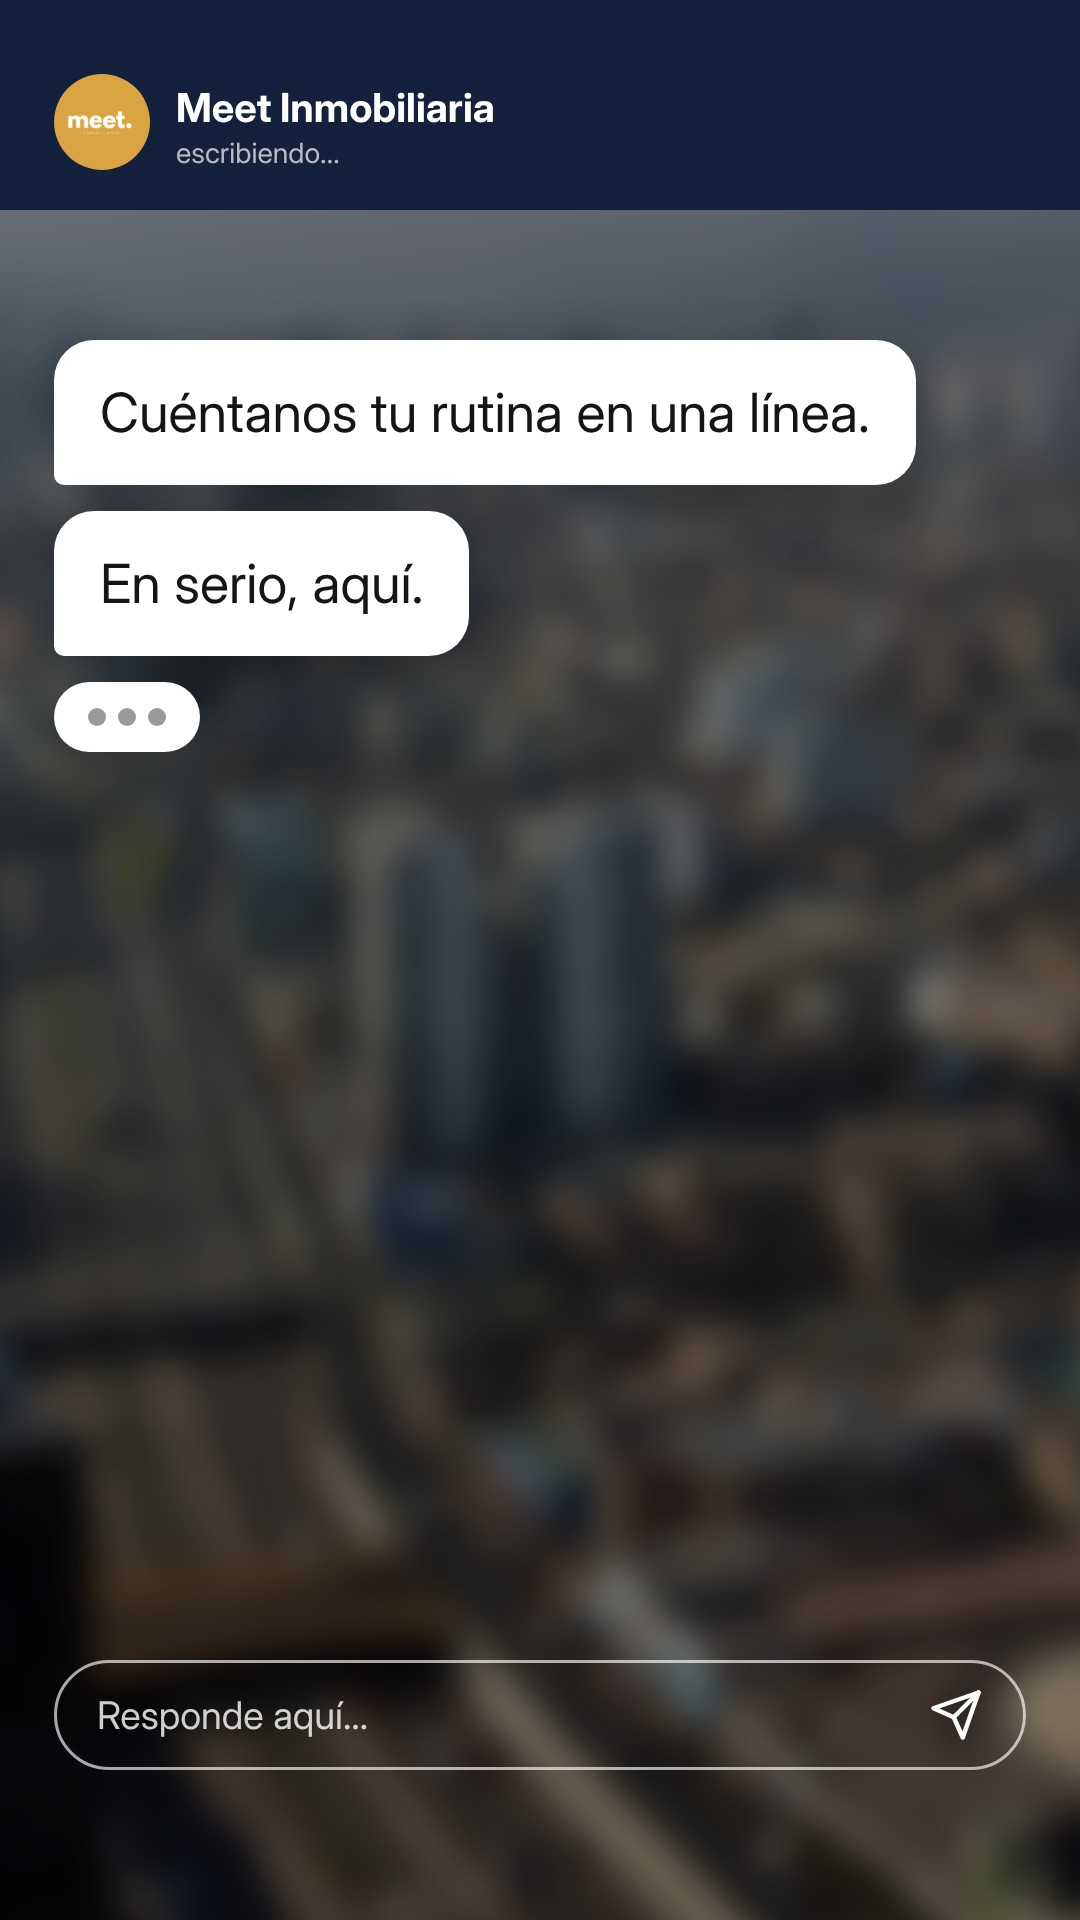 meet.
Meet Inmobiliaria
escribiendo...
Cuéntanos tu rutina en una línea.
En serio, aquí.
Responde aquí...